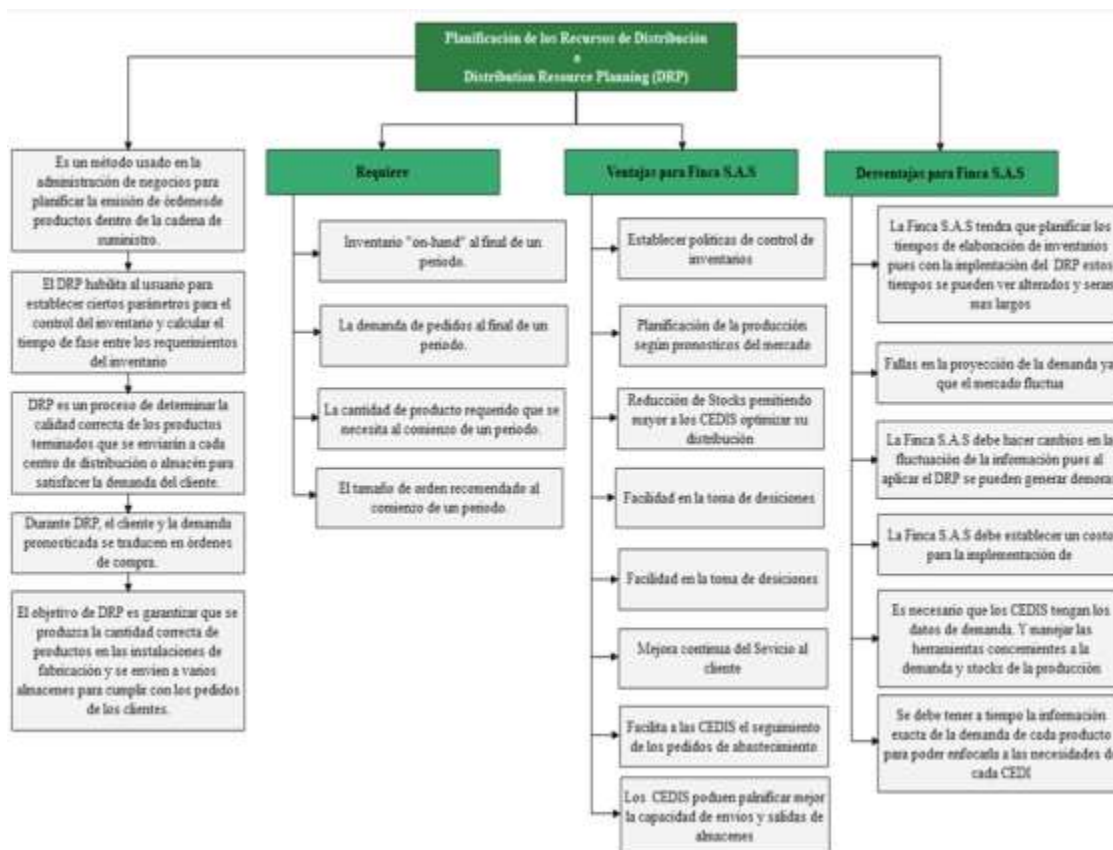 Planificación de los Recursos de Distribución
o
Distribution Resource Planning (DRP)
Es un método usado en la
administración de negocios para
planificar la emisión de órdenesde
productos dentro de la cadena de
suministro.
El DRP habilita al usuario para
establecer ciertos parámetros para el
control del inventario y calcular el
tiempo de fase entre los requerimientos
del inventario
DRP es un proceso de determinar la
calidad correcta de los productos
terminados que se enviarán a cada
centro de distribución o almacén para
satisfacer la demanda del cliente.
Durante DRP, el cliente y la demanda
pronosticada se traducen en órdenes
de compra.
El objetivo de DRP es garantizar que se
produzca la cantidad correcta de
productos en las instalaciones de
fabricación y se envíen a varios
almacenes para cumplir con los pedidos
de los clientes.
Requiere
Inventario "on-hand" al final de un
periodo.
La demanda de pedidos al final de un
periodo.
La cantidad de producto requerido que se
necesita al comienzo de un periodo.
El tamaño de orden recomendado al
comienzo de un periodo.
Ventajas para Finca S.A.S
Establecer políticas de control de
inventarios
Planificación de la producción
según pronosticos del mercado
Reducción de Stocks pemitiendo
mayor a los CEDIS optimizar su
distribución
Facilidad en la toma de desiciones
Facilidad en la toma de desiciones
Mejora continua del Sevicio al
cliente
Facilita a las CEDIS el seguimiento
de los pedidos de abastecimiento
Los CEDIS poduen palnificar mejor
la capacidad de envíos y salidas de
almacenes
Desventajas para Finca S.A.S
La Finca S.A.S tendra que planificar los
tiempos de elaboración de inventarios
pues con la implentación del DRP estos
tiempos se pueden ver alterados y seran
mas largos
Fallas en la proyección de la demanda ya
que el mercado fluctua
La Finca S.A.S debe hacer cambios en la
fluctuación de la información pues al
aplicar el DRP se pueden generar demoras
La Finca S.A.S debe establecer un costo
para la implementación de
Es necesario que los CEDIS tengan los
datos de demanda. Y manejar las
herramientas concernientes a la
demanda y stocks de la producción
Se debe tener a tiempo la información
exacta de la demanda de cada producto
para poder enfocarla a las necesidades de
cada CEDI